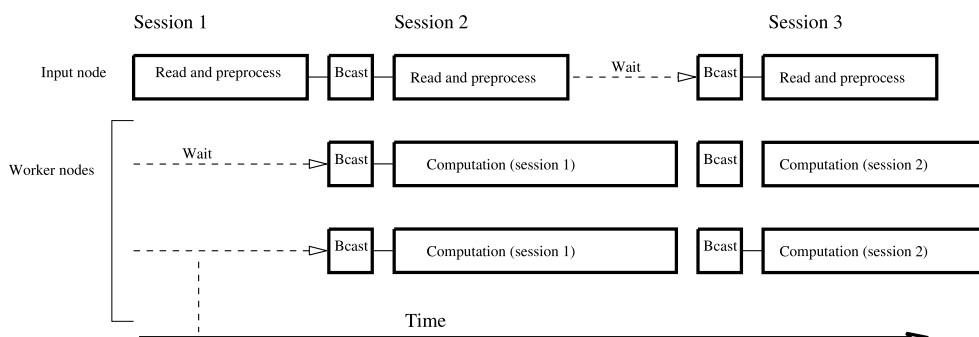 Session 1
Session 2
Session 3
Input node
Read and preprocess
Bcast
Read and preprocess
Wait
Bcast
Read and preprocess
Worker nodes
Wait
Bcast
Computation (session 1)
Bcast
Computation (session 2)
Bcast
Computation (session 1)
Bcast
Computation (session 2)
Time